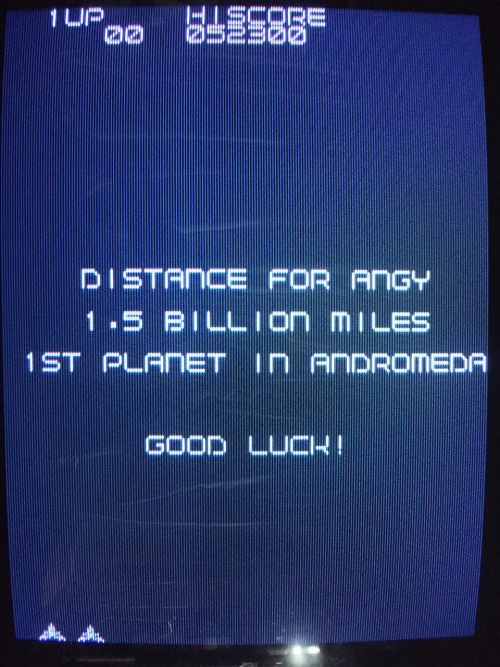 1UP HISCORE
00 052300
DISTANCE FOR ANGY
1.5 BILLION MILES
1ST PLANET IN ANDROMEDA
GOOD LUCK!